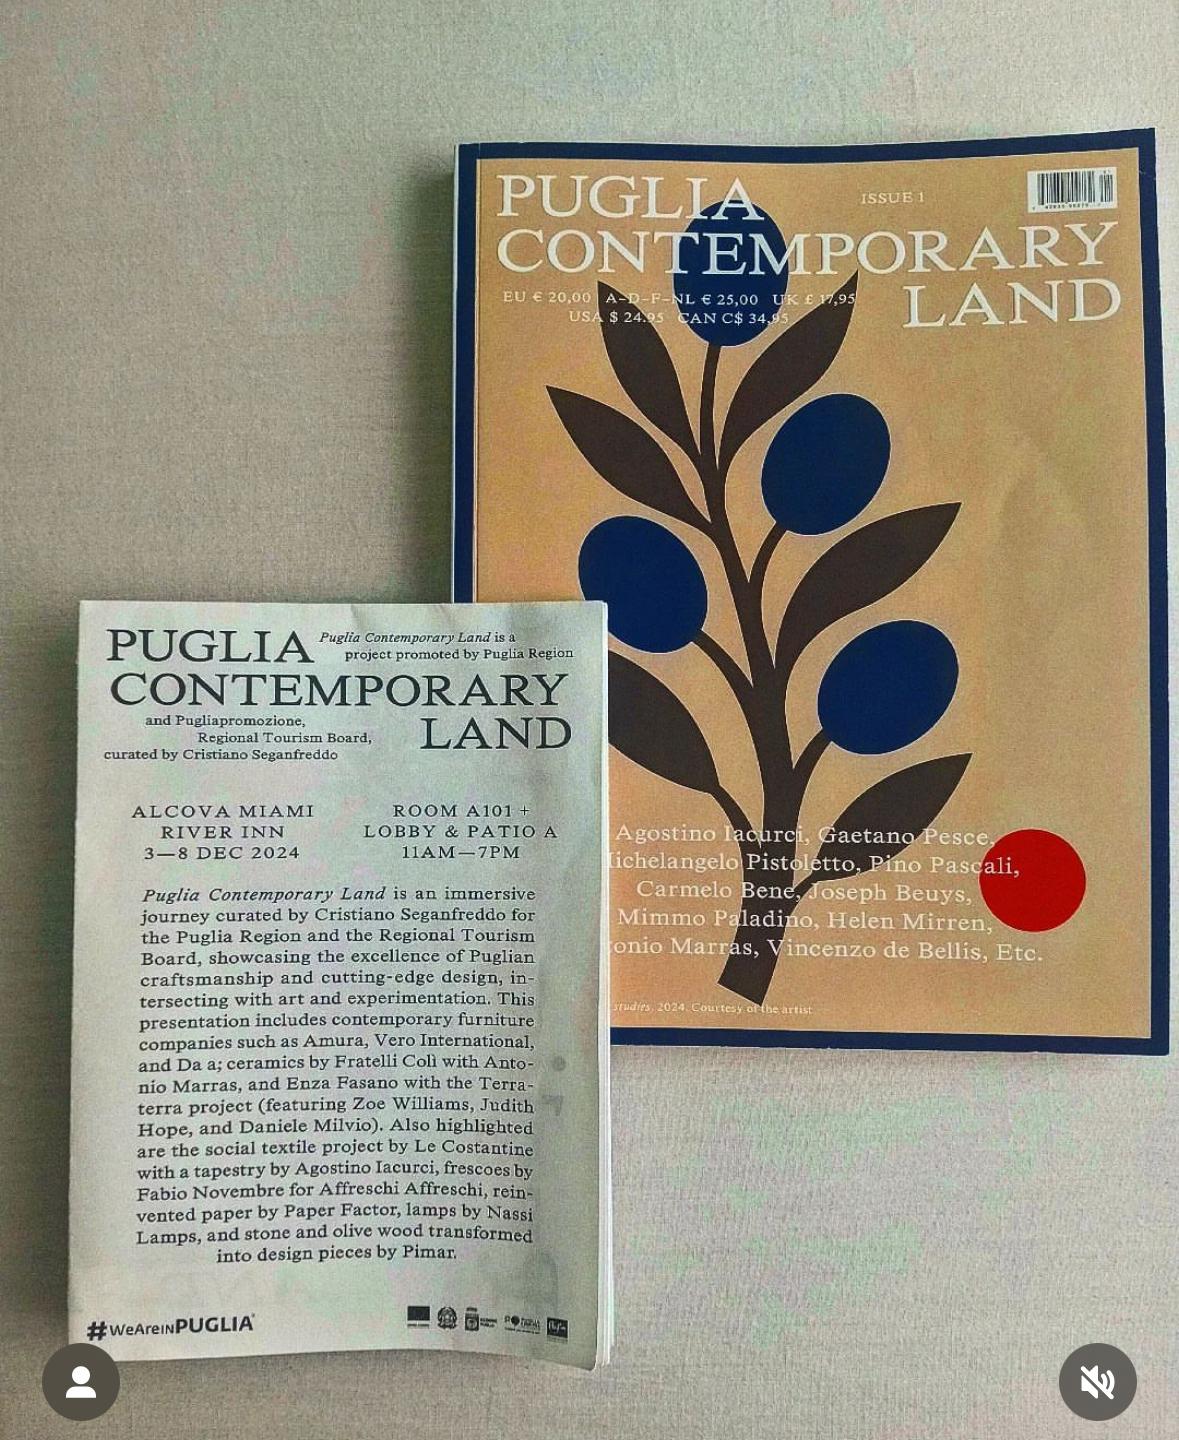 PUGLIA
CONTEMPORARY
LAND
ISSUE 1
EU € 20,00 A–D–F–NL € 25,00 UK £ 17,95
USA $ 24.95 CAN C$ 34,95
Agostino Iacurci, Gaetano Pesce,
Pistoletto, Pino Pascali,
Carmelo Bene, Joseph Beuys,
Mimmo Paladino, Helen Mirren,
Marras, Vincenzo de Bellis, Etc.
studies, 2024. Courtesy of the artist
PUGLIA
Puglia Contemporary Land is a
project promoted by Puglia Region
CONTEMPORARY
and Pugliapromozione,
Regional Tourism Board,
curated by Cristiano Seganfreddo
LAND
ALCOVA MIAMI
RIVER INN
3—8 DEC 2024
ROOM A101 +
LOBBY & PATIO A
11AM—7PM
Puglia Contemporary Land is an immersive
journey curated by Cristiano Seganfreddo for
the Puglia Region and the Regional Tourism
Board, showcasing the excellence of Puglian
craftsmanship and cutting-edge design, in-
tersecting with art and experimentation. This
presentation includes contemporary furniture
companies such as Amura, Vero International,
and Da a; ceramics by Fratelli Colì with Anto-
nio Marras, and Enza Fasano with the Terra-
terra project (featuring Zoe Williams, Judith
Hope, and Daniele Milvio). Also highlighted
are the social textile project by Le Costantine
with a tapestry by Agostino Iacurci, frescoes by
Fabio Novembre for Affreschi Affreschi, rein-
vented paper by Paper Factor, lamps by Nassi
Lamps, and stone and olive wood transformed
into design pieces by Pimar.
#WeAreINPUGLIA